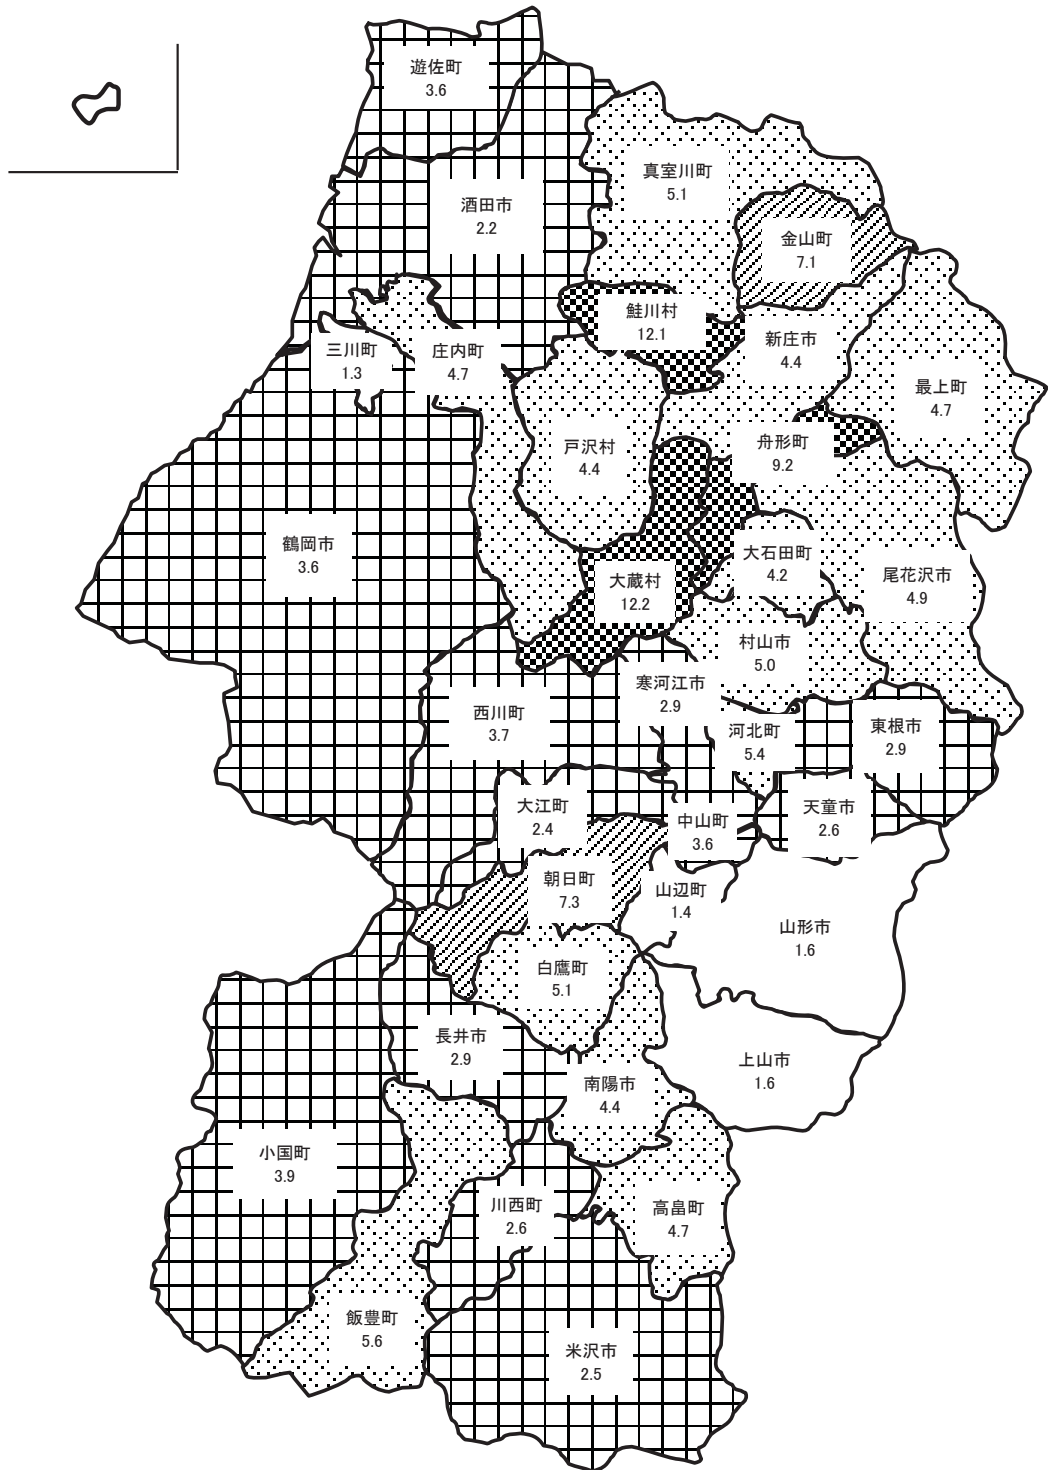 遊佐町
3.6
真室川町
5.1
酒田市
2.2
金山町
7.1
鮭川村
12.1
新庄市
4.4
三川町
1.3
庄内町
4.7
最上町
4.7
戸沢村
4.4
舟形町
9.2
鶴岡市
3.6
大石田町
4.2
尾花沢市
4.9
大蔵村
12.2
村山市
5.0
寒河江市
2.9
西川町
3.7
河北町
5.4
東根市
2.9
大江町
2.4
中山町
3.6
天童市
2.6
朝日町
7.3
山辺町
1.4
山形市
1.6
白鷹町
5.1
長井市
2.9
上山市
1.6
南陽市
4.4
小国町
3.9
川西町
2.6
高畠町
4.7
飯豊町
5.6
米沢市
2.5